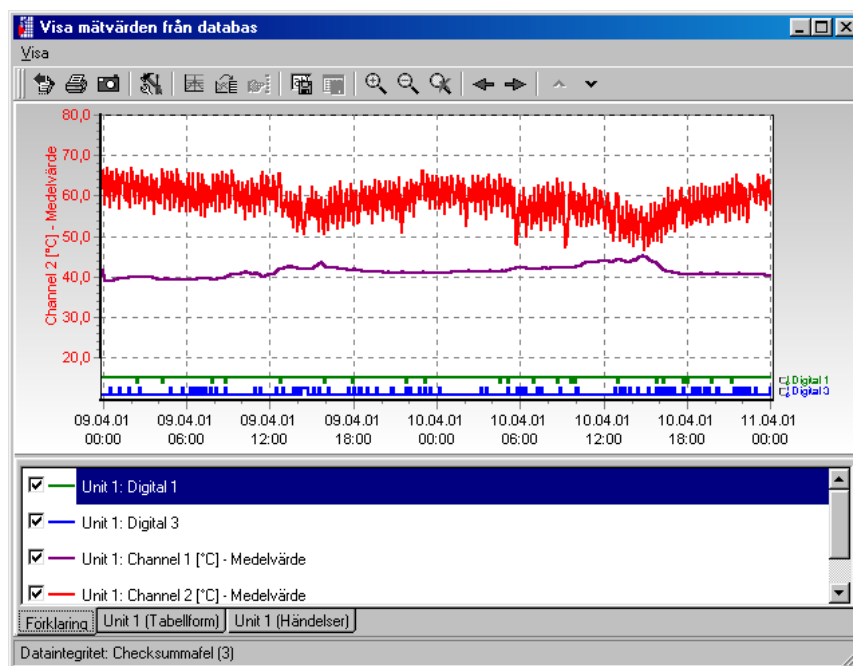 Visa mätvärden från databas
Visa
Channel 2 [°C] - Medelvärde
80,0
70,0
60,0
50,0
40,0
30,0
20,0
Digital 1
Digital 3
09.04.01 09.04.01 09.04.01 09.04.01 10.04.01 10.04.01 10.04.01 10.04.01 11.04.01
00:00 06:00 12:00 18:00 00:00 06:00 12:00 18:00 00:00
Unit 1: Digital 1
Unit 1: Digital 3
Unit 1: Channel 1 [°C] - Medelvärde
Unit 1: Channel 2 [°C] - Medelvärde
Förklaring Unit 1 (Tabellform) Unit 1 (Händelser)
Dataintegritet: Checksummafel (3)